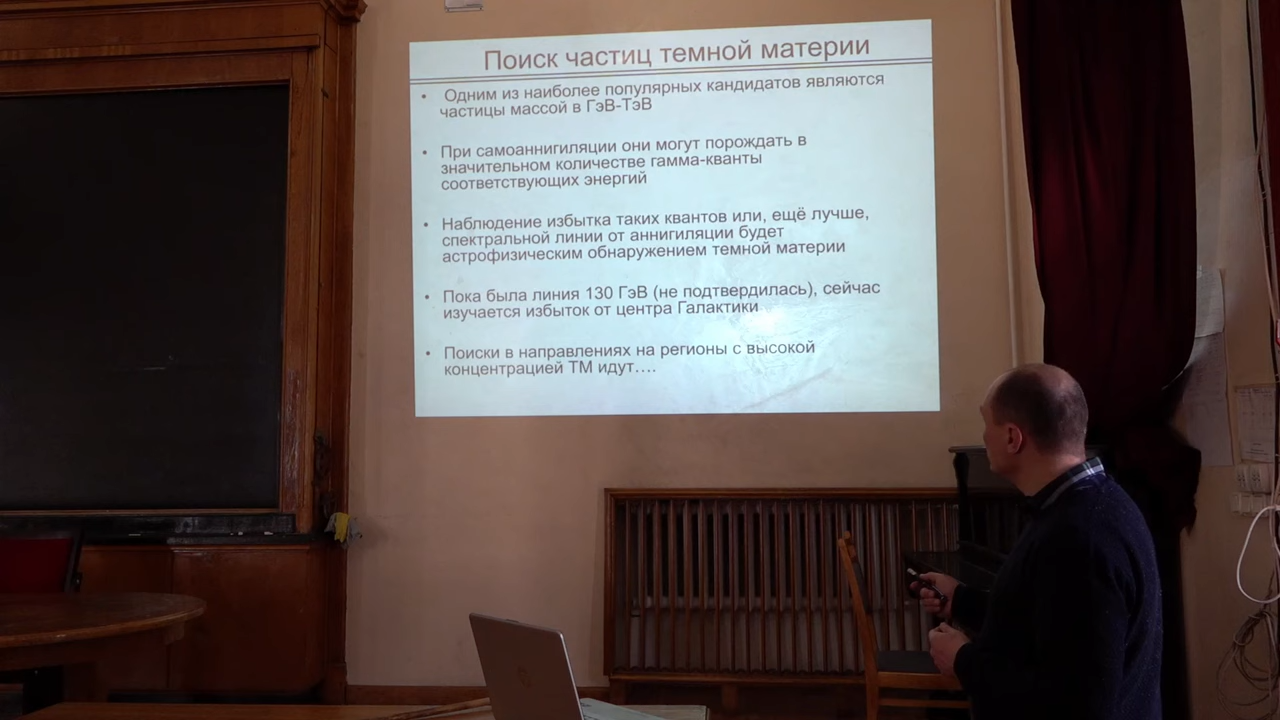 Поиск частиц темной материи
• Одним из наиболее популярных кандидатов являются
частицы массой в ГэВ-ТэВ
• При самоаннигиляции они могут порождать в
значительном количестве гамма-кванты
соответствующих энергий
• Наблюдение избытка таких квантов или, ещё лучше,
спектральной линии от аннигиляции будет
астрофизическим обнаружением темной материи
• Пока была линия 130 ГэВ (не подтвердилась), сейчас
изучается избыток от центра Галактики
• Поиски в направлениях на регионы с высокой
концентрацией ТМ идут….